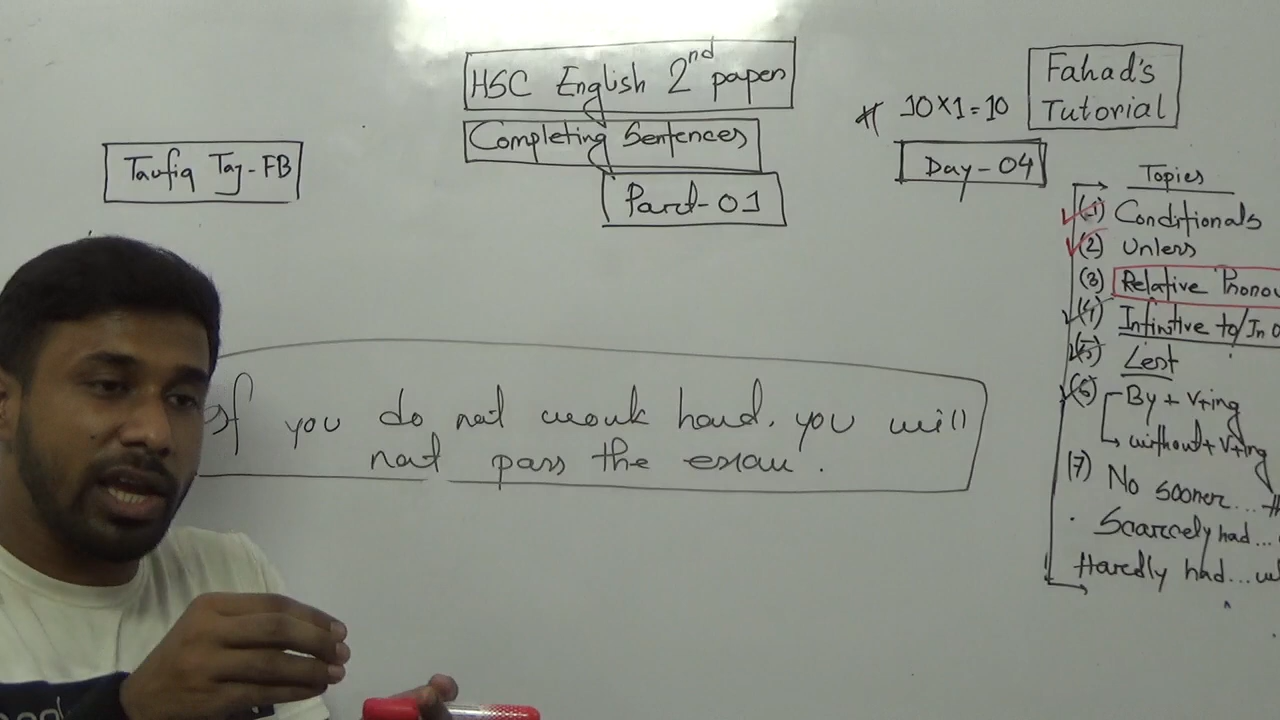 HSC English 2nd paper
Completing Sentences
Part-01
Taufiq Taj-FB
* 10×1=10
Day-04
Fahad's
Tutorial
Topics
(1) Conditionals
(2) Unless
(3) Relative
(4) Infinitive to/In
(5) Lest
(6) By + V+ing
without + V+ing
(7) No sooner...
Scarcely had...
Hardly had...
If you do not work hard, you will
not pass the exam.